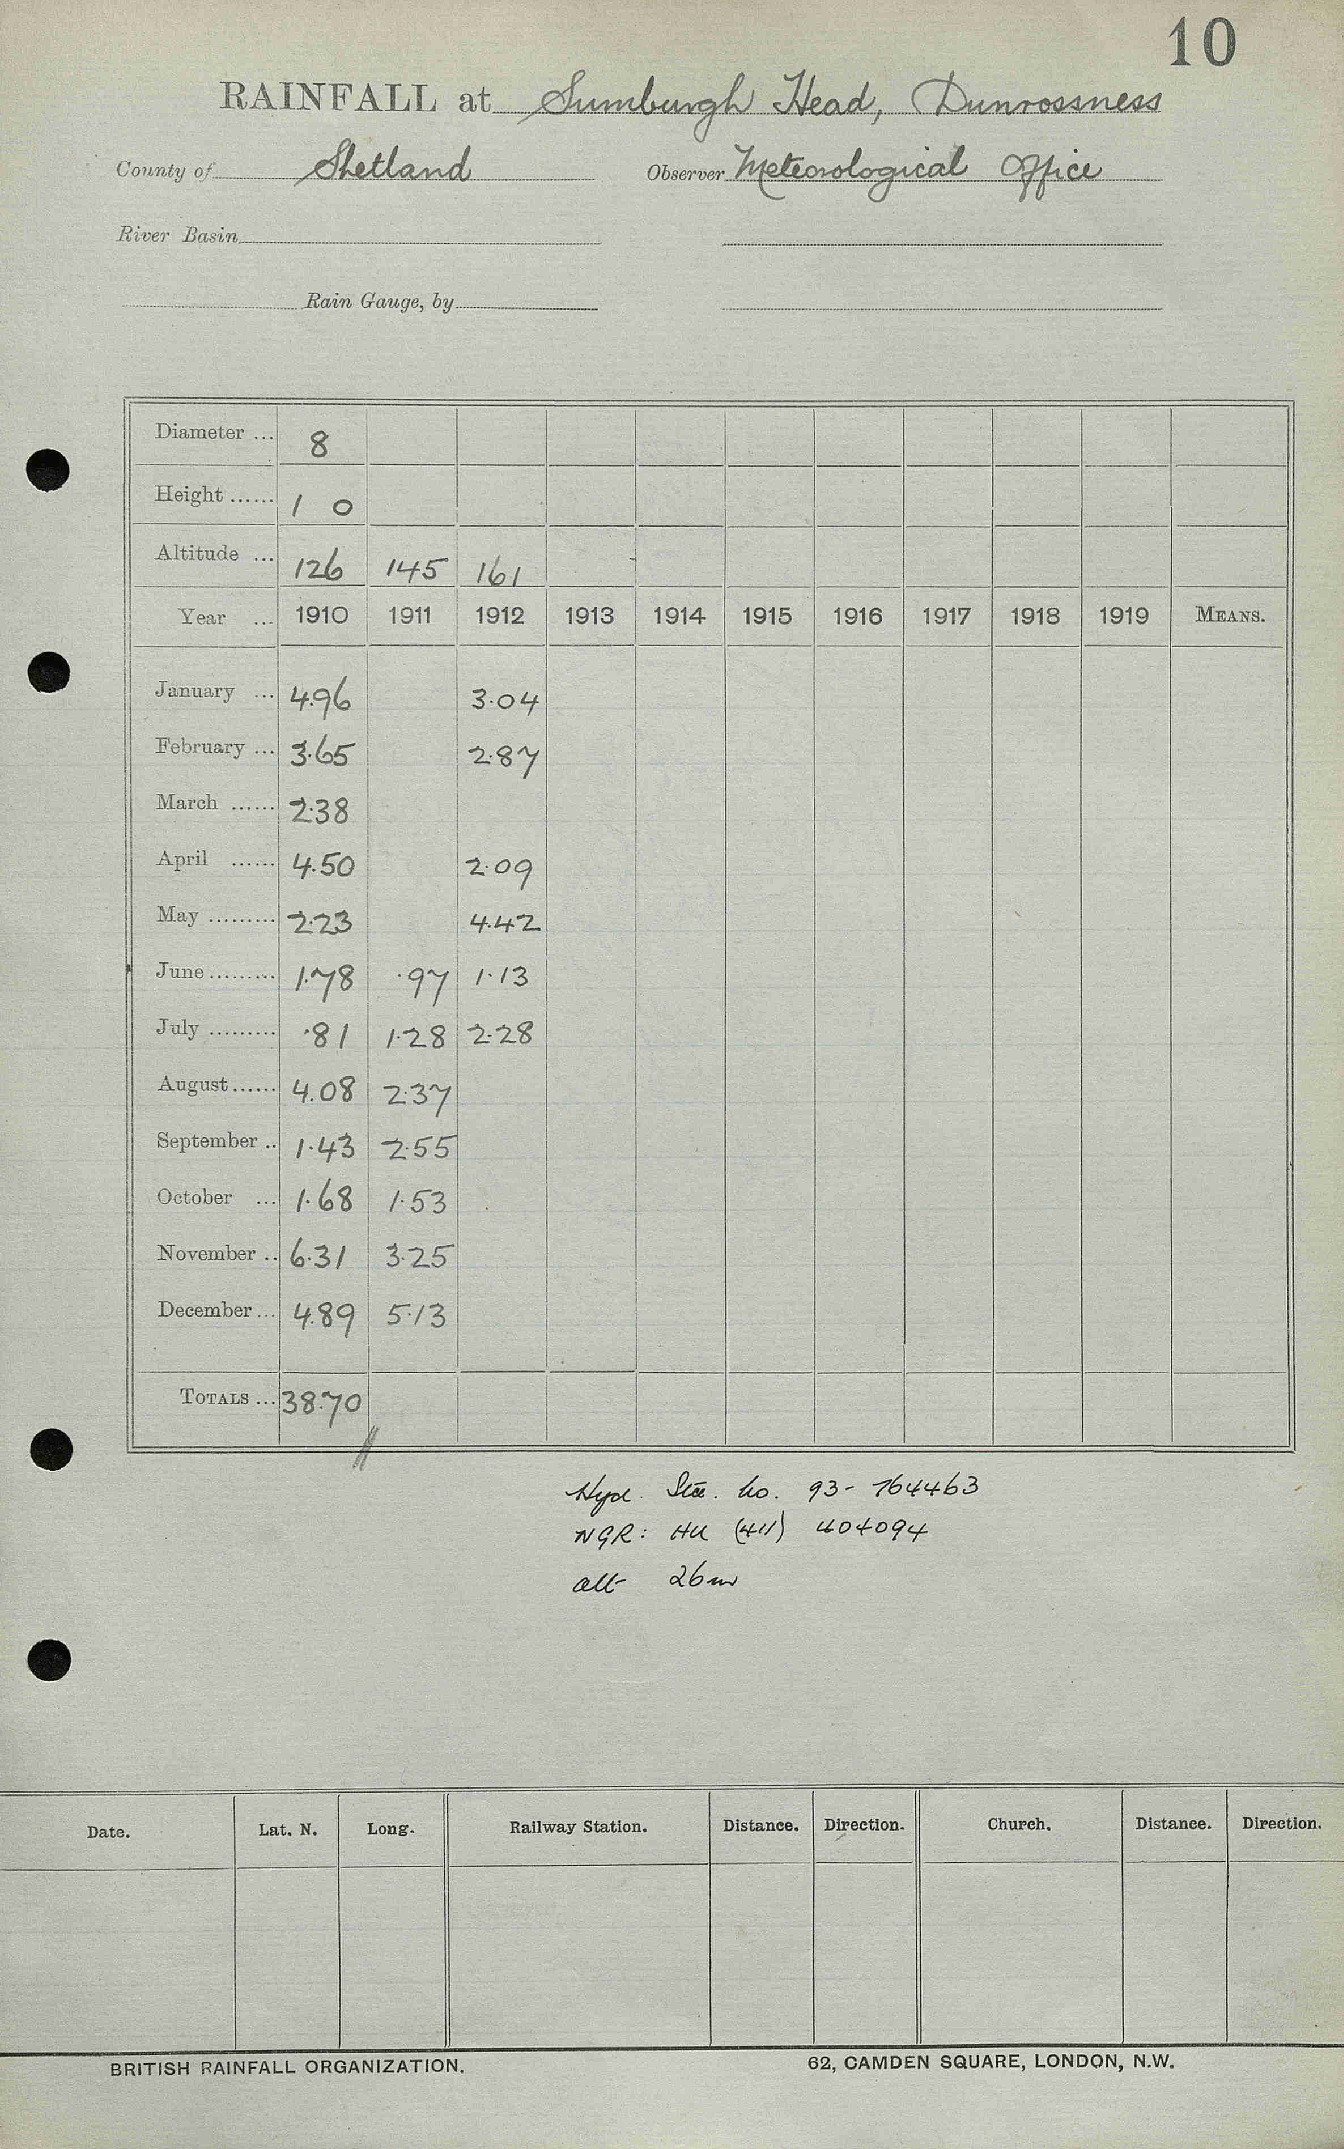 10
RAINFALL at Sumburgh Head, Dunrossness
County of Shetland Observer Meteorological Office
River Basin
Rain Gauge, by
Diameter ... 8
Height ...... 1 0
Altitude ... 126 145 161
Year ... 1910 1911 1912 1913 1914 1915 1916 1917 1918 1919 MEANS.
January ... 4.96 3.04
February ... 3.65 2.87
March ...... 2.38
April ...... 4.50 2.09
May ......... 2.23 4.42
June ......... 1.78 .97 1.13
July ......... .81 1.28 2.28
August ...... 4.08 2.37
September .. 1.43 2.55
October ... 1.68 1.53
November .. 6.31 3.25
December ... 4.89 5.13
TOTALS ... 38.70
Hyd. Sta. No. 93-764463
NGR: HU (411) 404094
alt 26m
Date. Lat. N. Long. Railway Station. Distance. Direction. Church. Distance. Direction.
BRITISH RAINFALL ORGANIZATION. 62, CAMDEN SQUARE, LONDON, N.W.